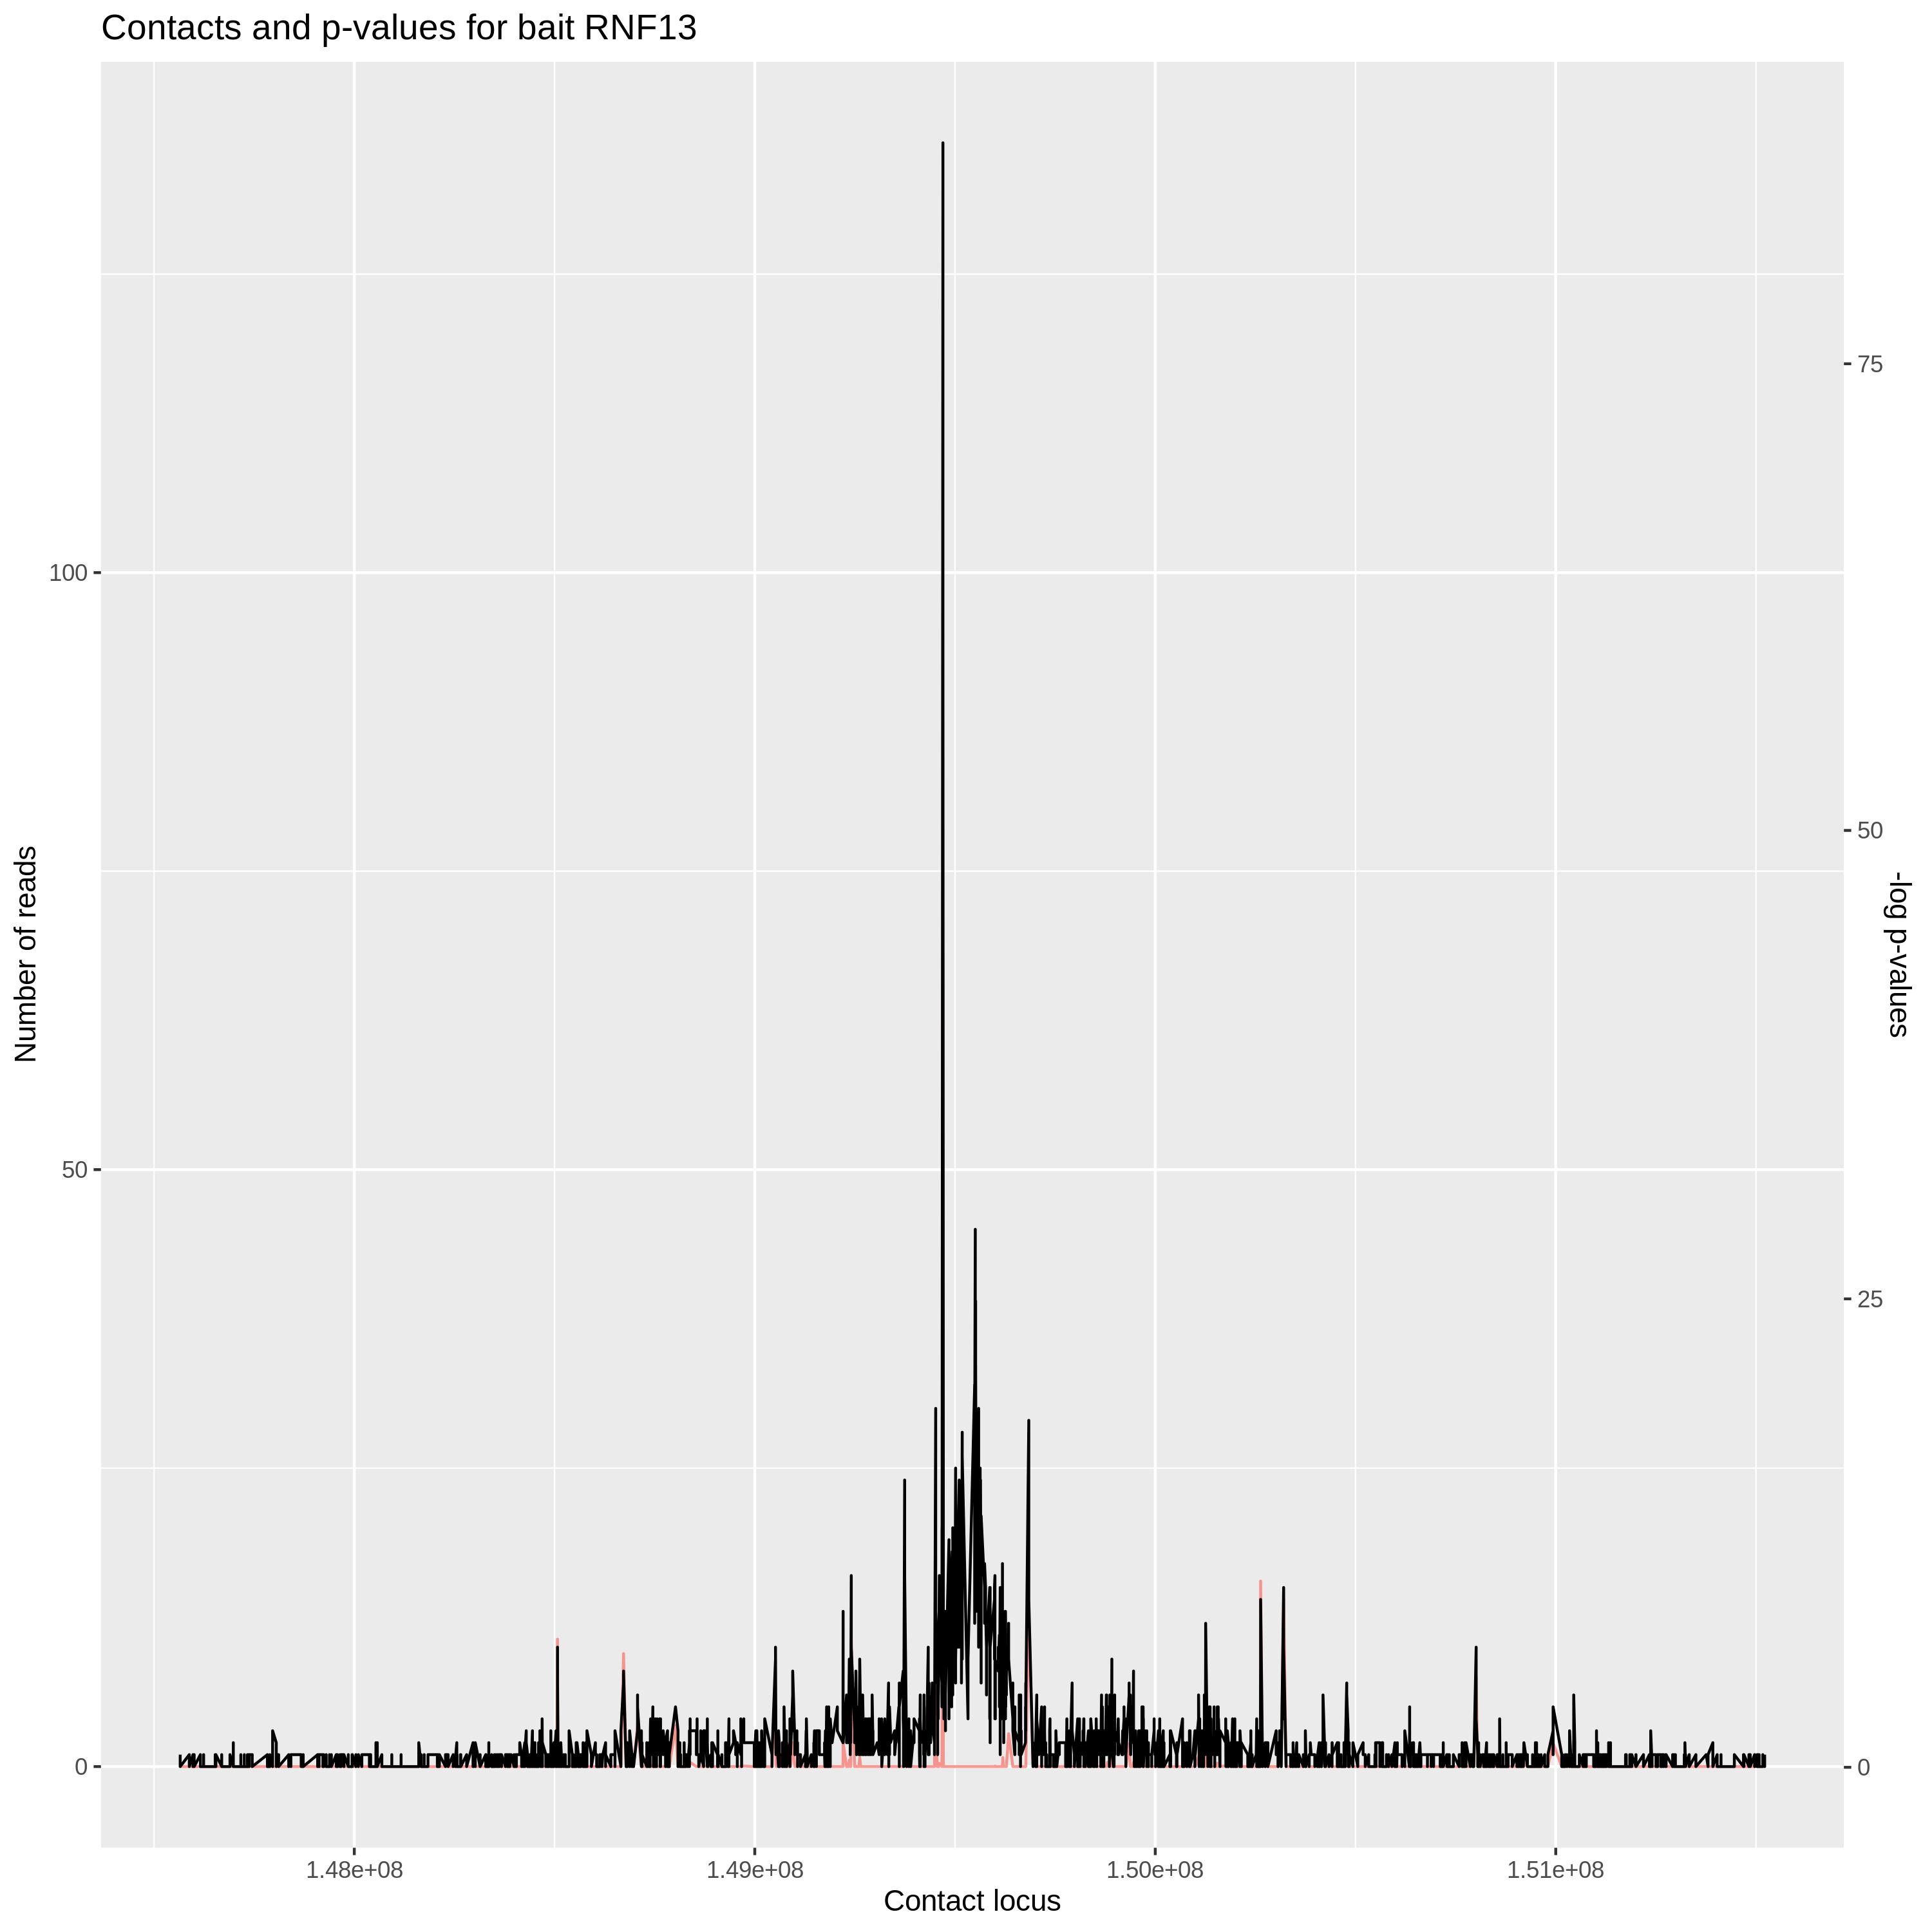 Contacts and p-values for bait RNF13
100
50
0
Number of reads
75
50
25
0
-log p-values
1.48e+08
1.49e+08
1.50e+08
1.51e+08
Contact locus